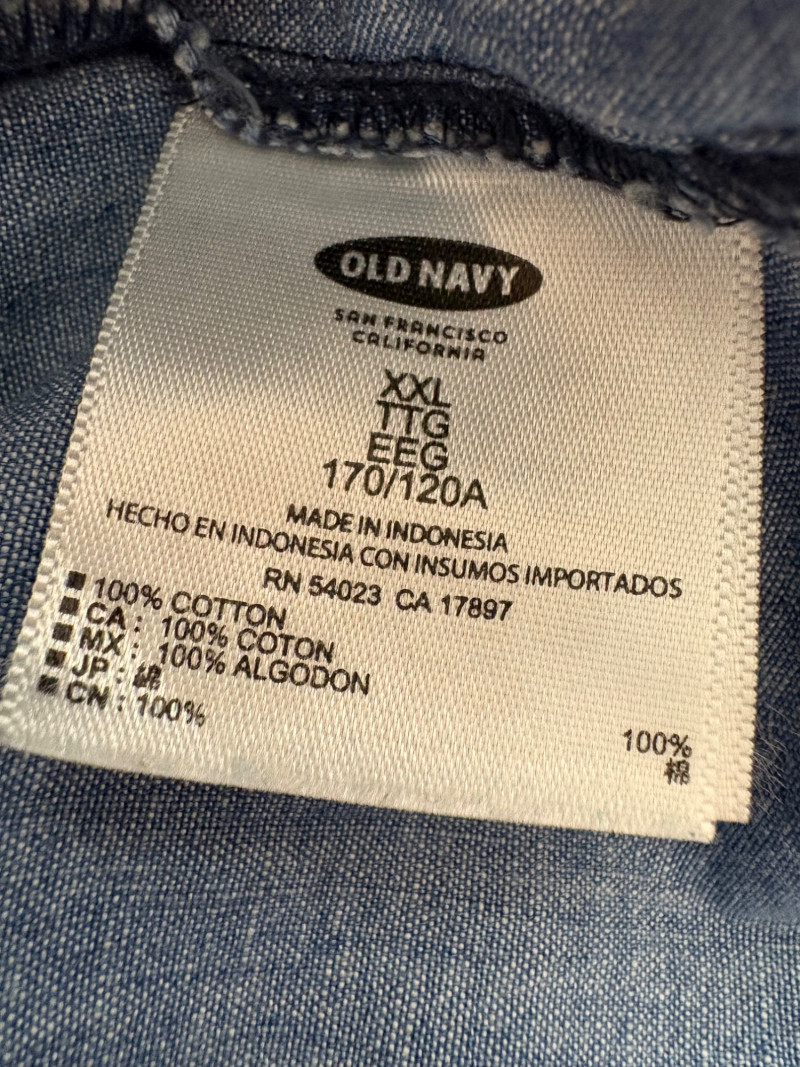 OLD NAVY
SAN FRANCISCO
CALIFORNIA
XXL
TTG
EEG
170/120A
MADE IN INDONESIA
HECHO EN INDONESIA CON INSUMOS IMPORTADOS
RN 54023 CA 17897
100% COTTON
CA : 100% COTON
MX : 100% ALGODON
JP : 綿 100%
CN : 100% 棉